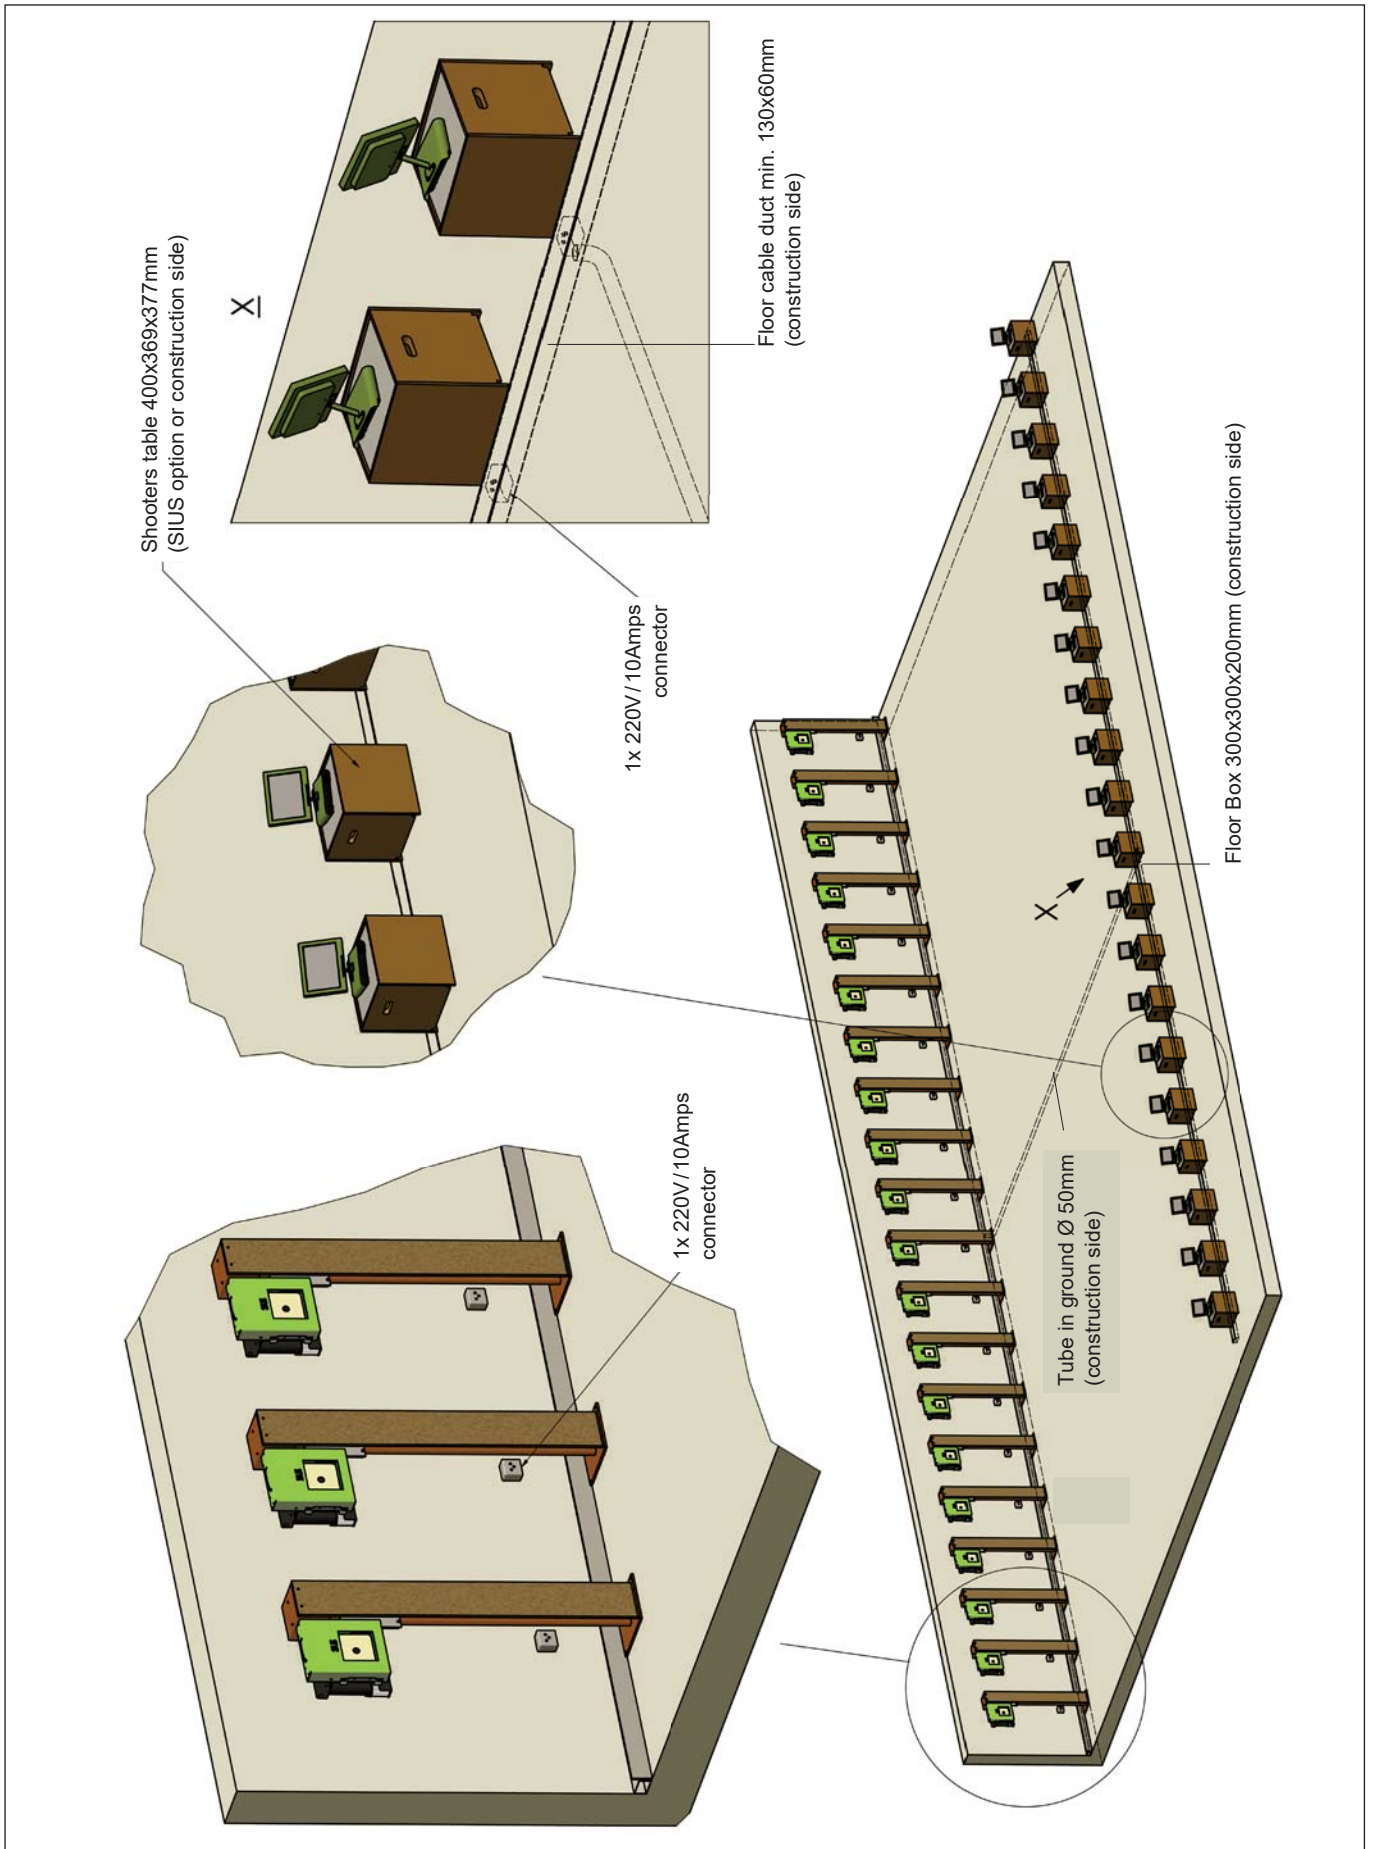 Shooters table 400x369x377mm
(SIUS option or construction side)
X
Floor cable duct min. 130x60mm
(construction side)
1x 220V/10Amps
connector
1x 220V/10Amps
connector
X
Tube in ground Ø 50mm
(construction side)
Floor Box 300x300x200mm (construction side)